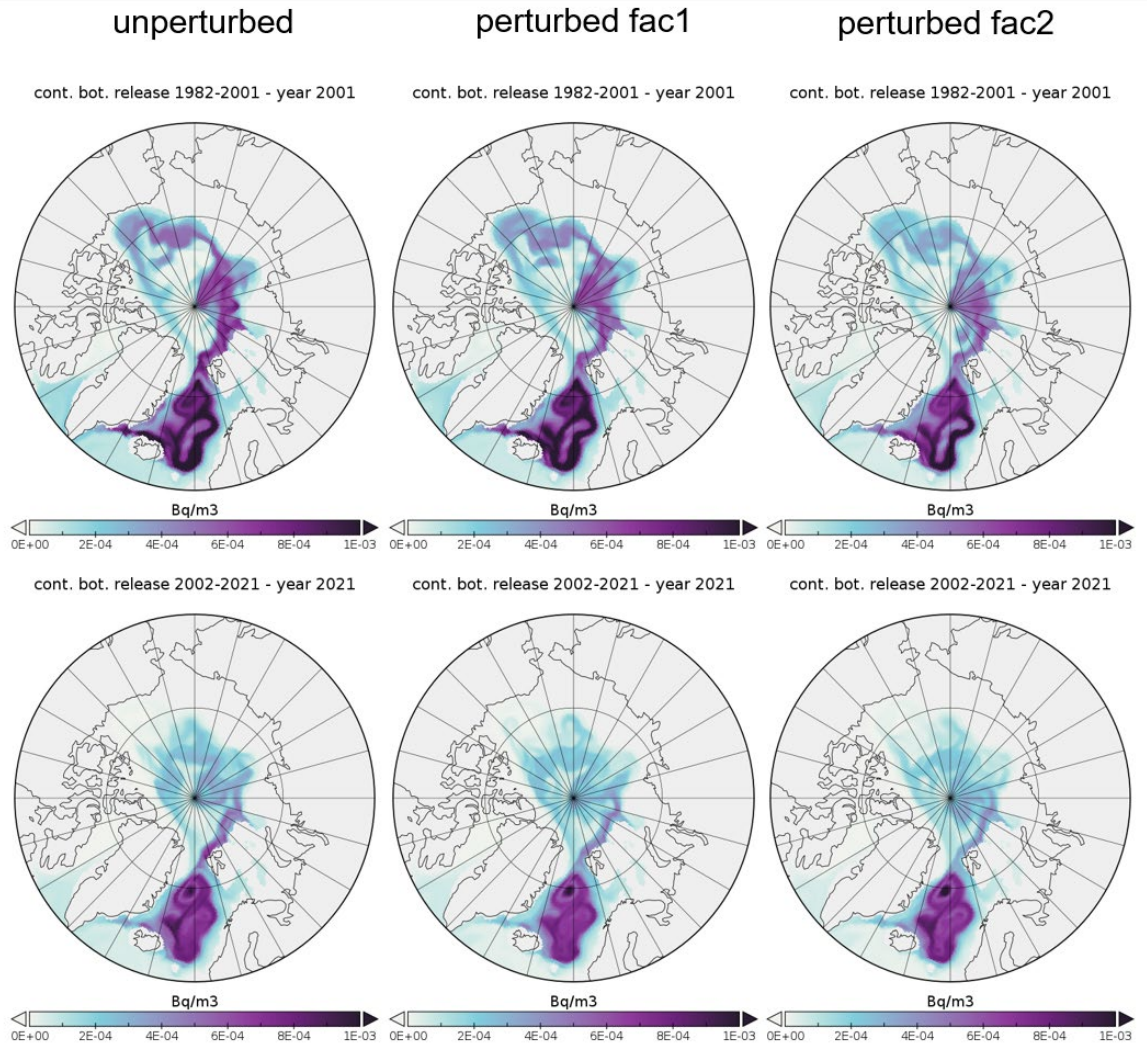 unperturbed
perturbed fac1
perturbed fac2
cont. bot. release 1982-2001 - year 2001
cont. bot. release 1982-2001 - year 2001
cont. bot. release 1982-2001 - year 2001
Bq/m3
0E+00 2E-04 4E-04 6E-04 8E-04 1E-03
Bq/m3
0E+00 2E-04 4E-04 6E-04 8E-04 1E-03
Bq/m3
0E+00 2E-04 4E-04 6E-04 8E-04 1E-03
cont. bot. release 2002-2021 - year 2021
cont. bot. release 2002-2021 - year 2021
cont. bot. release 2002-2021 - year 2021
Bq/m3
0E+00 2E-04 4E-04 6E-04 8E-04 1E-03
Bq/m3
0E+00 2E-04 4E-04 6E-04 8E-04 1E-03
Bq/m3
0E+00 2E-04 4E-04 6E-04 8E-04 1E-03